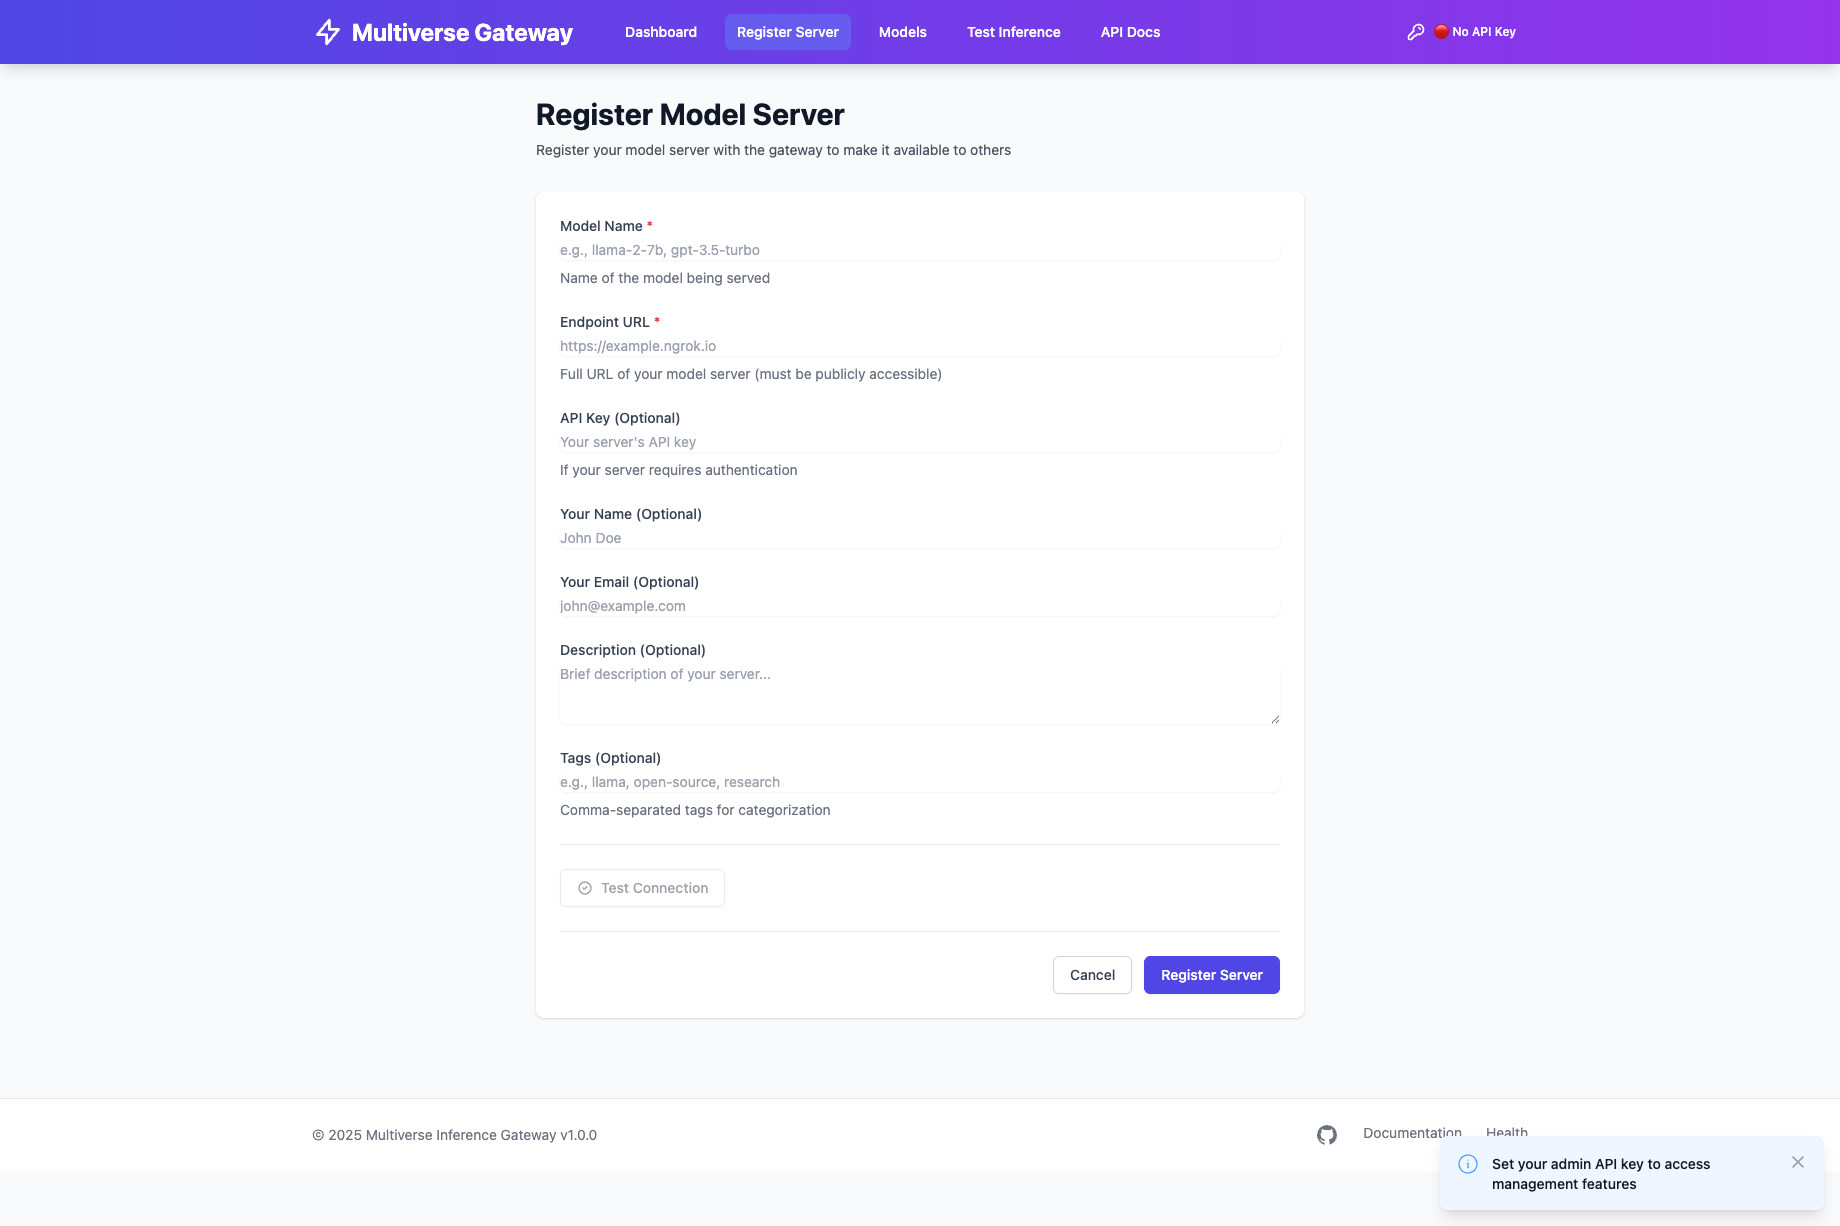 Multiverse Gateway
Dashboard
Register Server
Models
Test Inference
API Docs
No API Key
Register Model Server
Register your model server with the gateway to make it available to others
Model Name *
e.g., llama-2-7b, gpt-3.5-turbo
Name of the model being served
Endpoint URL *
https://example.ngrok.io
Full URL of your model server (must be publicly accessible)
API Key (Optional)
Your server's API key
If your server requires authentication
Your Name (Optional)
John Doe
Your Email (Optional)
john@example.com
Description (Optional)
Brief description of your server...
Tags (Optional)
e.g., llama, open-source, research
Comma-separated tags for categorization
Test Connection
Cancel
Register Server
© 2025 Multiverse Inference Gateway v1.0.0
Documentation
Health
Set your admin API key to access
management features